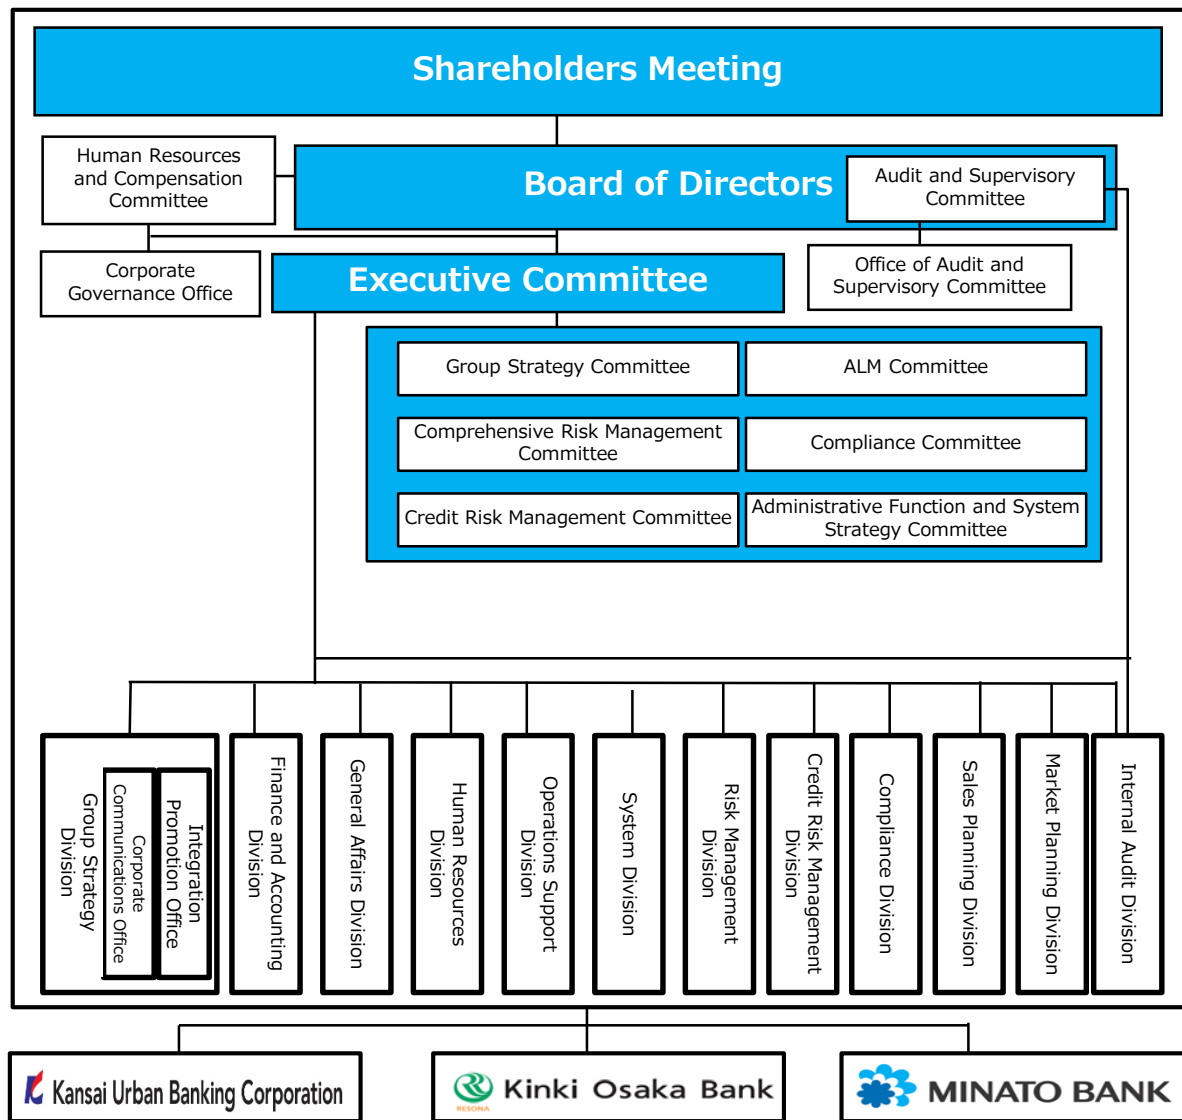 Shareholders Meeting
Human Resources
and Compensation
Committee
Board of Directors
Audit and Supervisory
Committee
Corporate
Governance Office
Executive Committee
Office of Audit and
Supervisory Committee
Group Strategy Committee
ALM Committee
Comprehensive Risk Management
Committee
Compliance Committee
Credit Risk Management Committee
Administrative Function and System
Strategy Committee
Group Strategy
Division
Corporate
Communications Office
Integration
Promotion Office
Finance and Accounting
Division
General Affairs Division
Human Resources
Division
Operations Support
Division
System Division
Risk Management
Division
Credit Risk Management
Division
Compliance Division
Sales Planning Division
Market Planning Division
Internal Audit Division
Kansai Urban Banking Corporation
RESONA
Kinki Osaka Bank
MINATO BANK